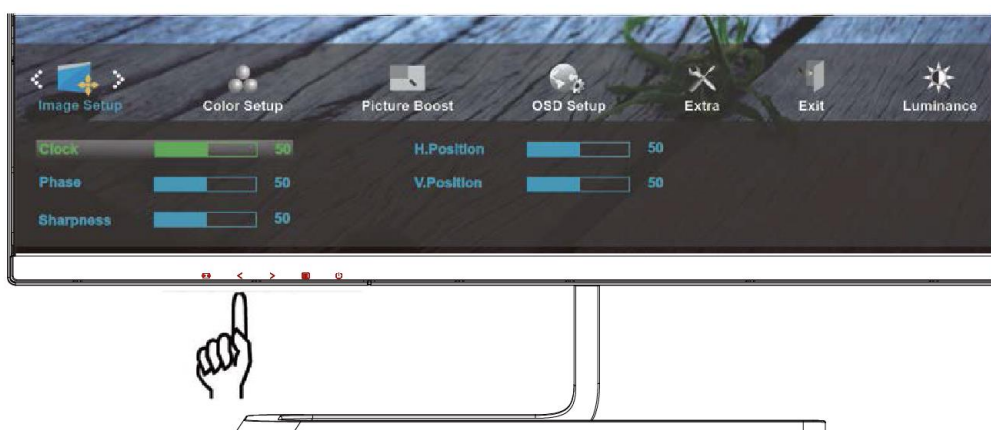 Image Setup Color Setup Picture Boost OSD Setup Extra Exit Luminance
Clock 50 H.Position 50
Phase 50 V.Position 50
Sharpness 50